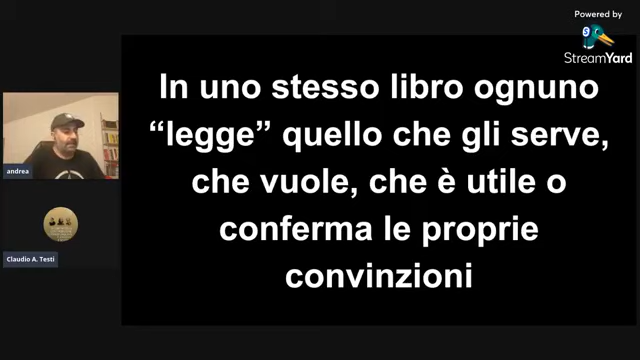 Powered by
StreamYard
In uno stesso libro ognuno
“legge” quello che gli serve,
che vuole, che è utile o
conferma le proprie
convinzioni
andrea
Claudio A. Testi